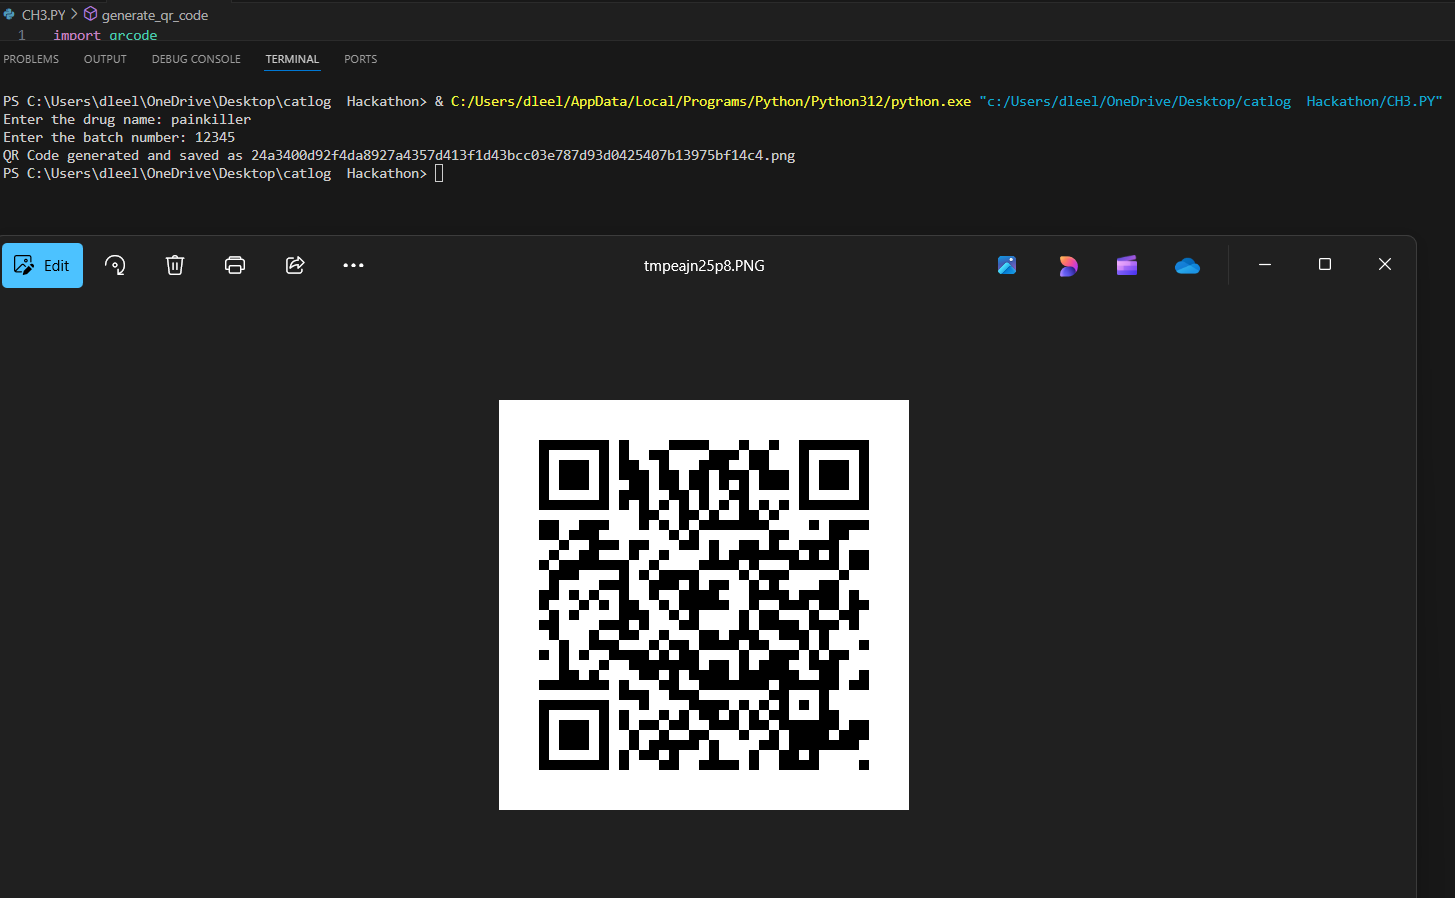 CH3.PY > generate_qr_code
1 import qrcode
PROBLEMS OUTPUT DEBUG CONSOLE TERMINAL PORTS
PS C:\Users\dleel\OneDrive\Desktop\catlog  Hackathon> & C:/Users/dleel/AppData/Local/Programs/Python/Python312/python.exe "c:/Users/dleel/OneDrive/Desktop/catlog  Hackathon/CH3.PY"
Enter the drug name: painkiller
Enter the batch number: 12345
QR Code generated and saved as 24a3400d92f4da8927a4357d413f1d43bcc03e787d93d0425407b13975bf14c4.png
PS C:\Users\dleel\OneDrive\Desktop\catlog  Hackathon>
Edit
tmpeajn25p8.PNG